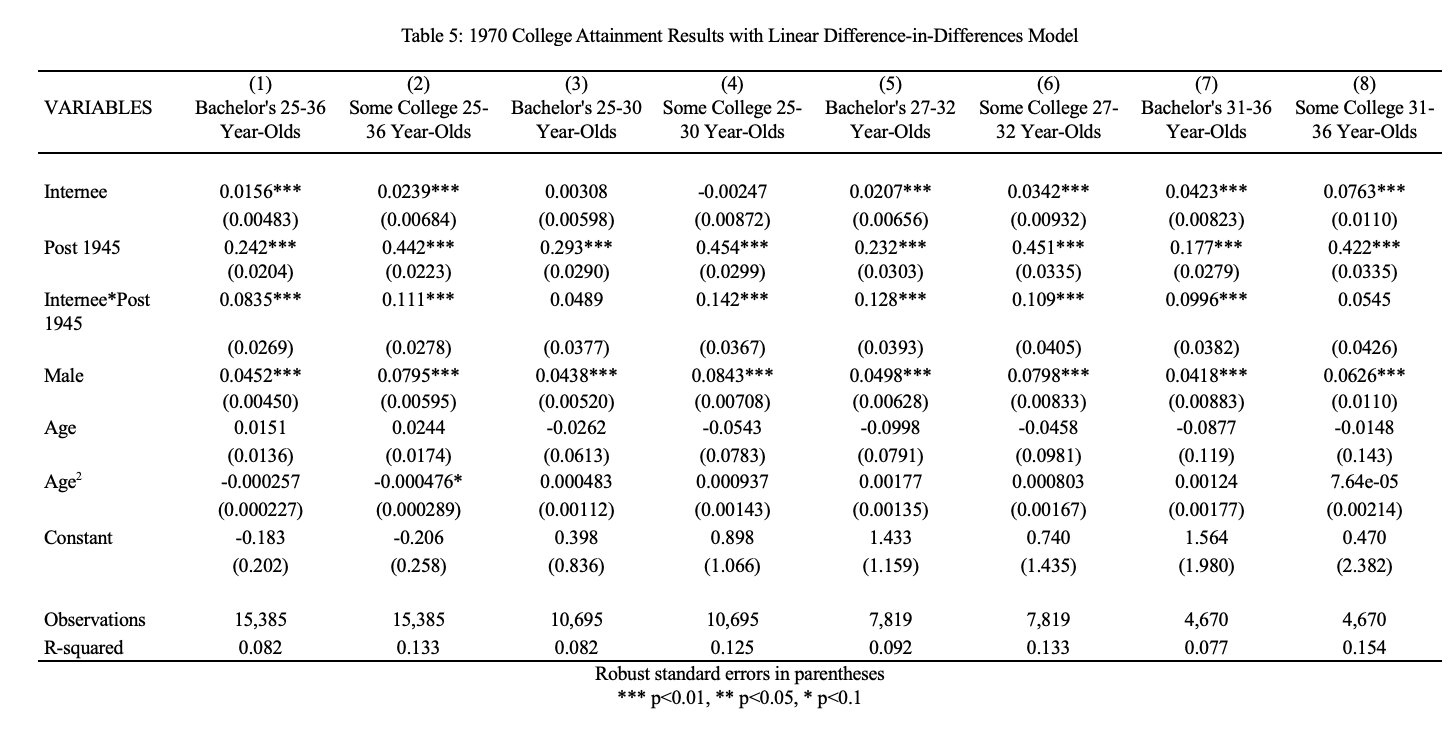 Table 5: 1970 College Attainment Results with Linear Difference-in-Differences Model
(1) (2) (3) (4) (5) (6) (7) (8)
VARIABLES Bachelor's 25-36 Some College 25- Bachelor's 25-30 Some College 25- Bachelor's 27-32 Some College 27- Bachelor's 31-36 Some College 31-
Year-Olds 36 Year-Olds Year-Olds 30 Year-Olds Year-Olds 32 Year-Olds Year-Olds 36 Year-Olds
Internee 0.0156*** 0.0239*** 0.00308 -0.00247 0.0207*** 0.0342*** 0.0423*** 0.0763***
(0.00483) (0.00684) (0.00598) (0.00872) (0.00656) (0.00932) (0.00823) (0.0110)
Post 1945 0.242*** 0.442*** 0.293*** 0.454*** 0.232*** 0.451*** 0.177*** 0.422***
(0.0204) (0.0223) (0.0290) (0.0299) (0.0303) (0.0335) (0.0279) (0.0335)
Internee*Post 0.0835*** 0.111*** 0.0489 0.142*** 0.128*** 0.109*** 0.0996*** 0.0545
1945
(0.0269) (0.0278) (0.0377) (0.0367) (0.0393) (0.0405) (0.0382) (0.0426)
Male 0.0452*** 0.0795*** 0.0438*** 0.0843*** 0.0498*** 0.0798*** 0.0418*** 0.0626***
(0.00450) (0.00595) (0.00520) (0.00708) (0.00628) (0.00833) (0.00883) (0.0110)
Age 0.0151 0.0244 -0.0262 -0.0543 -0.0998 -0.0458 -0.0877 -0.0148
(0.0136) (0.0174) (0.0613) (0.0783) (0.0791) (0.0981) (0.119) (0.143)
Age² -0.000257 -0.000476* 0.000483 0.000937 0.00177 0.000803 0.00124 7.64e-05
(0.000227) (0.000289) (0.00112) (0.00143) (0.00135) (0.00167) (0.00177) (0.00214)
Constant -0.183 -0.206 0.398 0.898 1.433 0.740 1.564 0.470
(0.202) (0.258) (0.836) (1.066) (1.159) (1.435) (1.980) (2.382)
Observations 15,385 15,385 10,695 10,695 7,819 7,819 4,670 4,670
R-squared 0.082 0.133 0.082 0.125 0.092 0.133 0.077 0.154
Robust standard errors in parentheses
*** p<0.01, ** p<0.05, * p<0.1